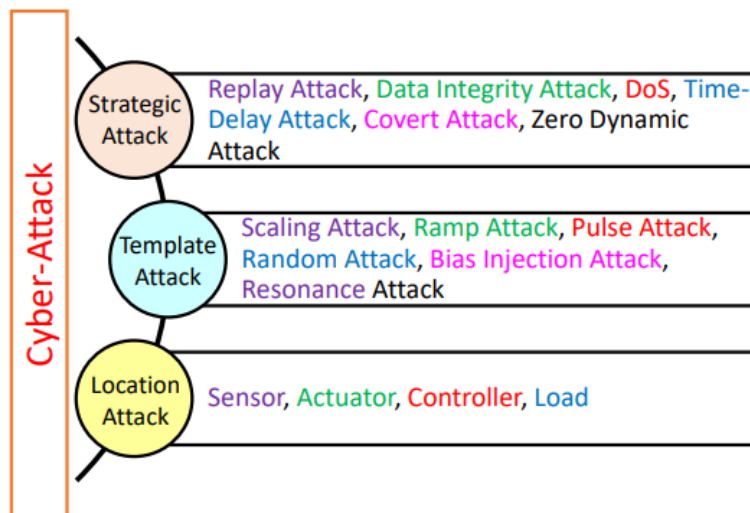 Cyber-Attack
Strategic
Attack
Replay Attack, Data Integrity Attack, DoS, Time-
Delay Attack, Covert Attack, Zero Dynamic
Attack
Template
Attack
Scaling Attack, Ramp Attack, Pulse Attack,
Random Attack, Bias Injection Attack,
Resonance Attack
Location
Attack
Sensor, Actuator, Controller, Load